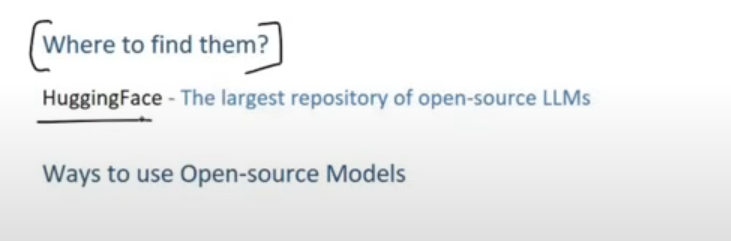 Where to find them?
HuggingFace - The largest repository of open-source LLMs
Ways to use Open-source Models